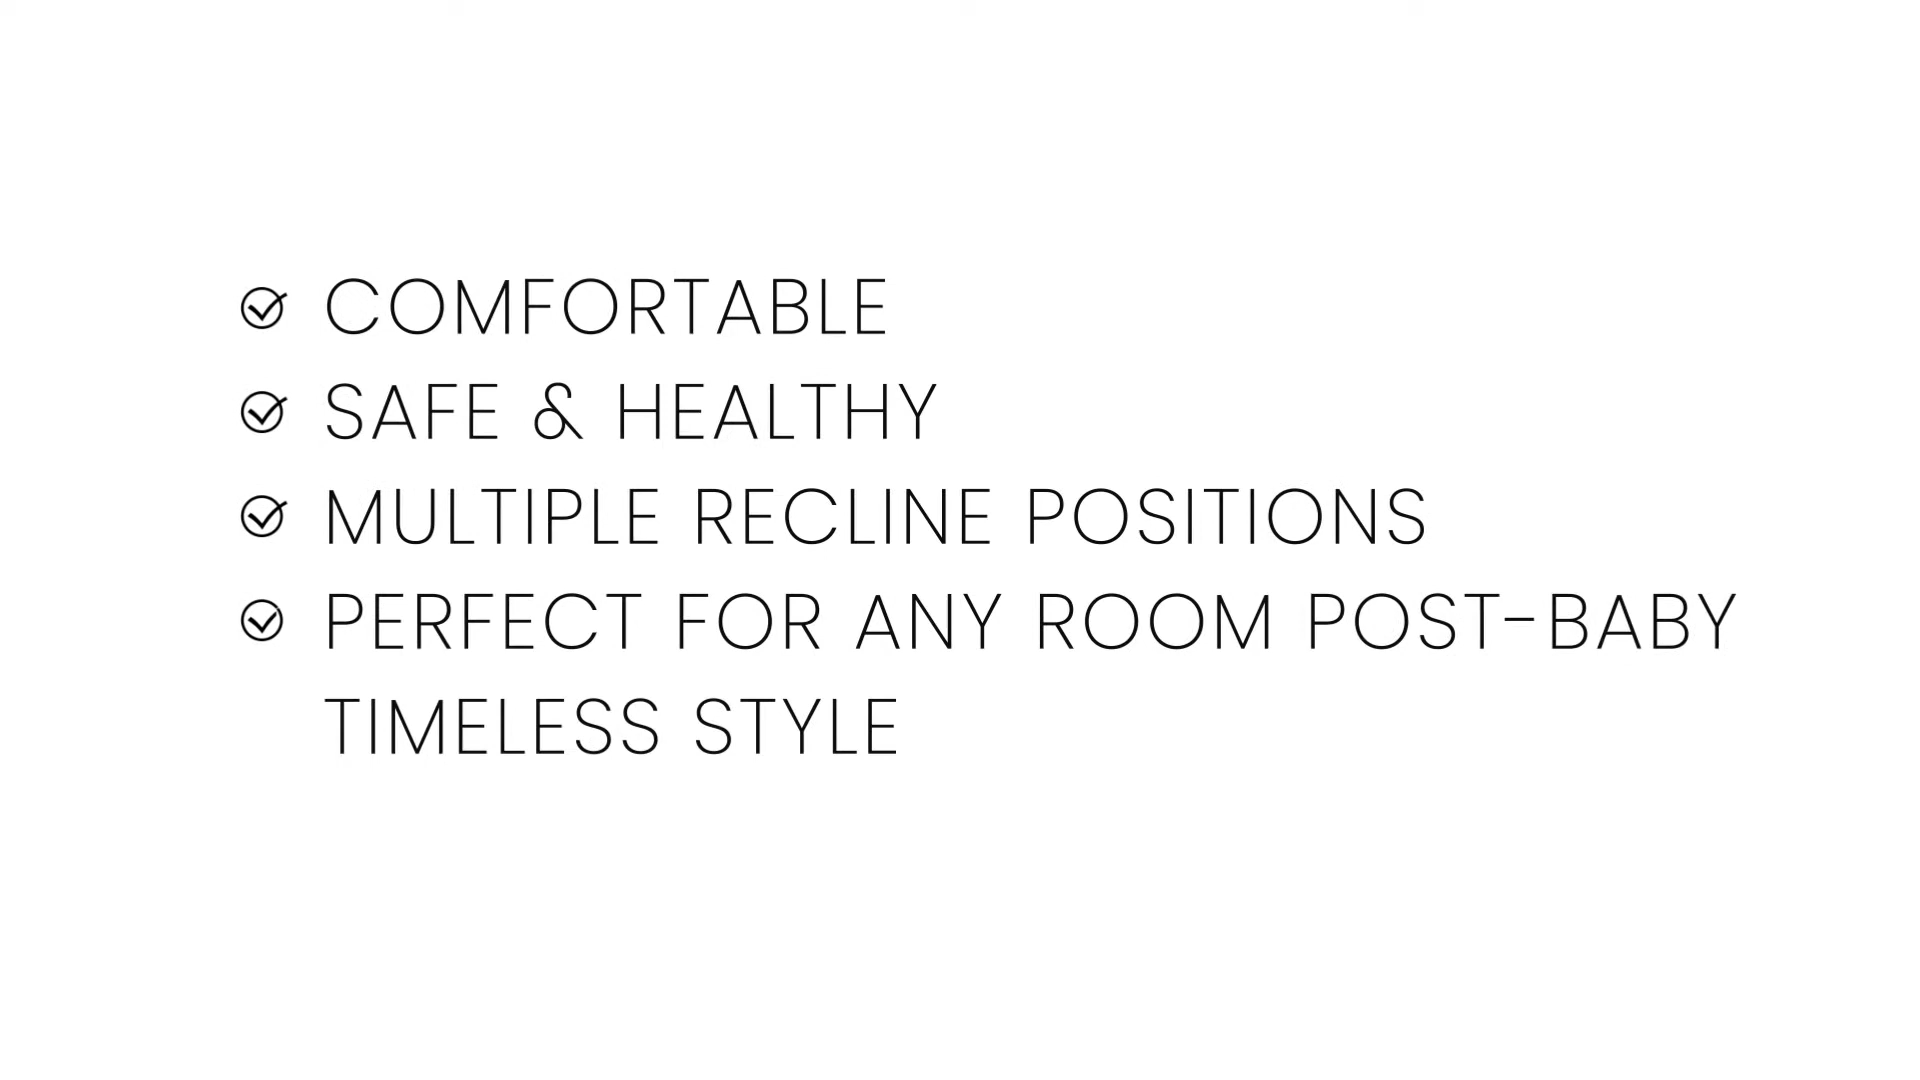 COMFORTABLE
SAFE & HEALTHY
MULTIPLE RECLINE POSITIONS
PERFECT FOR ANY ROOM POST-BABY
TIMELESS STYLE